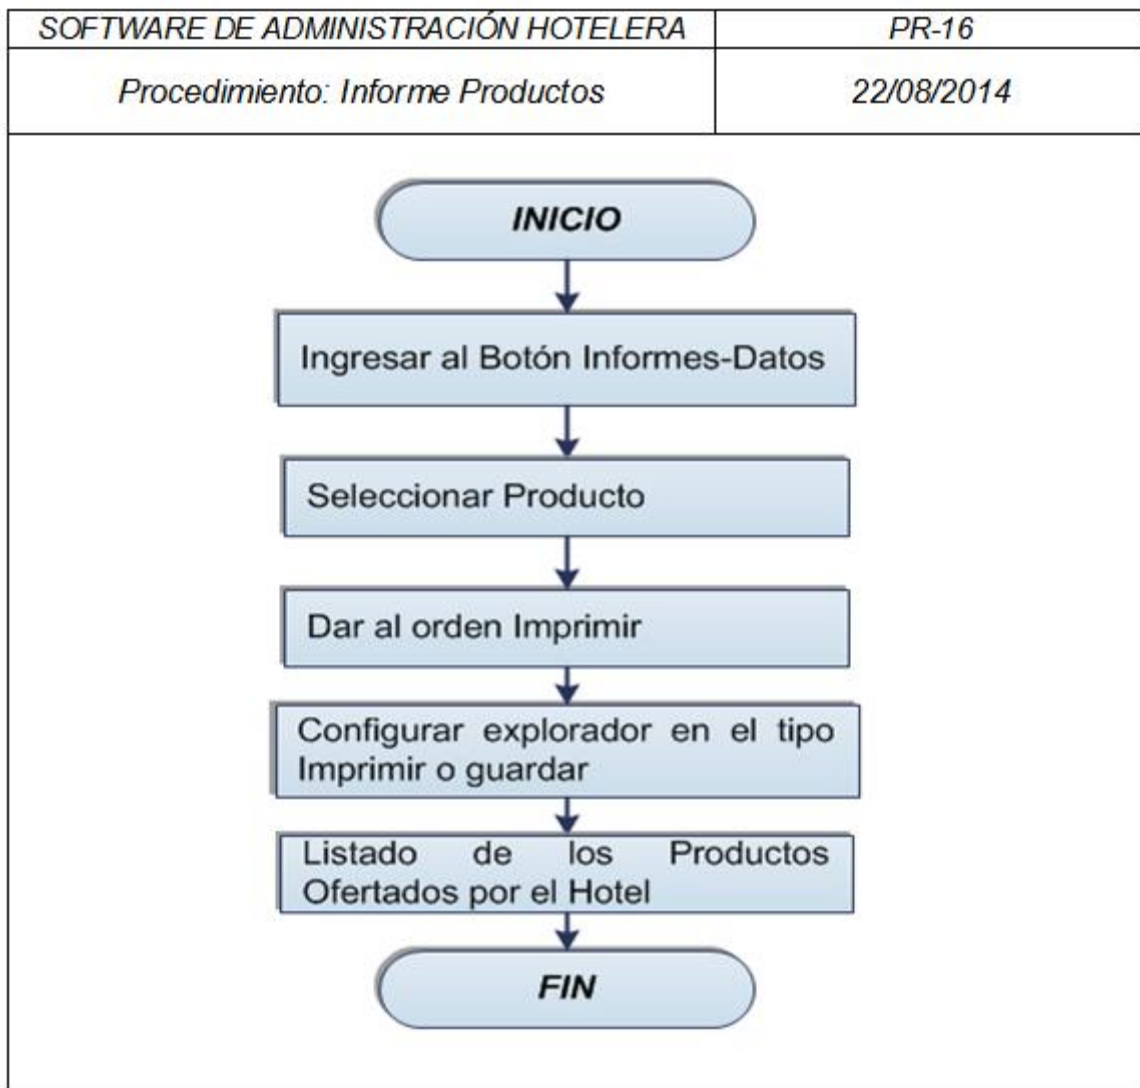 SOFTWARE DE ADMINISTRACIÓN HOTELERA
PR-16
Procedimiento: Informe Productos
22/08/2014
INICIO
Ingresar al Botón Informes-Datos
Seleccionar Producto
Dar al orden Imprimir
Configurar explorador en el tipo
Imprimir o guardar
Listado de los Productos
Ofertados por el Hotel
FIN